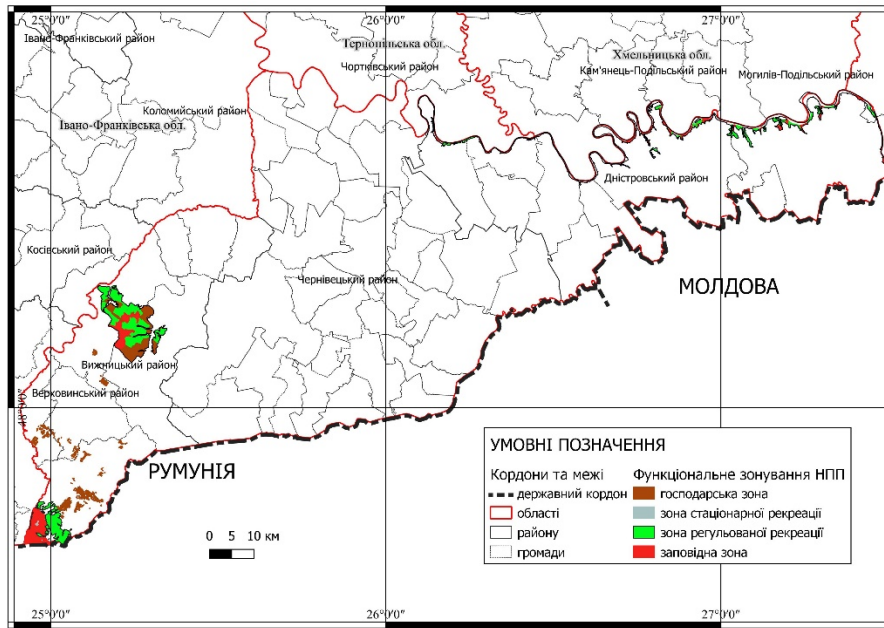 25°0'0"
26°0'0"
27°0'0"
Івано-Франківський район
Тернопільська обл.
Чортківський район
Хмельницька обл.
Кам'янець-Подільський район
Могилів-Подільський район
Коломийський район
Івано-Франківська обл.
Дністровський район
Косівський район
Чернівецький район
МОЛДОВА
Вижницький район
Верховинський район
48°0'0"
РУМУНІЯ
0 5 10 км
УМОВНІ ПОЗНАЧЕННЯ
Кордони та межі
державний кордон
області
району
громади
Функціональне зонування НПП
господарська зона
зона стаціонарної рекреації
зона регульованої рекреації
заповідна зона
25°0'0"
26°0'0"
27°0'0"